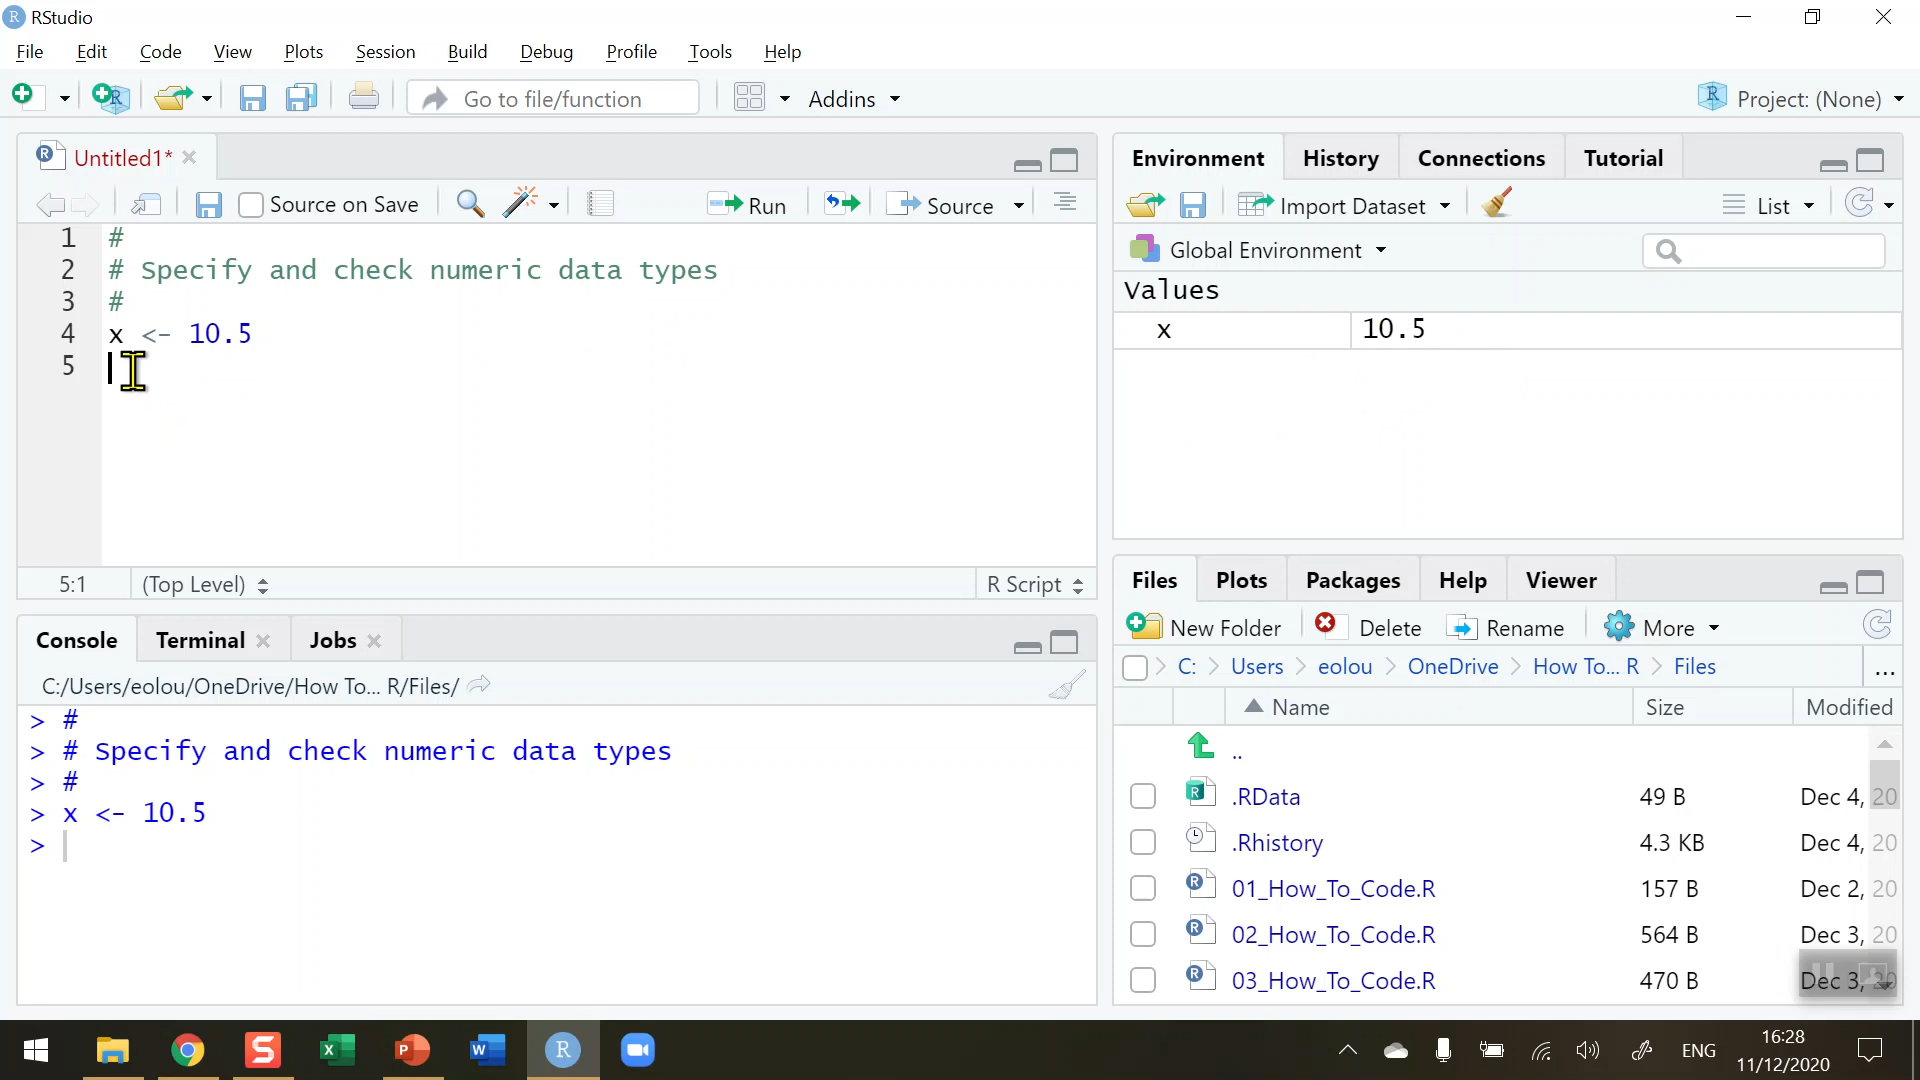 RStudio
File Edit Code View Plots Session Build Debug Profile Tools Help
Go to file/function Addins Project: (None)
Untitled1*
Source on Save Run Source
1 #
2 # Specify and check numeric data types
3 #
4 x <- 10.5
5
5:1 (Top Level) R Script
Console Terminal Jobs
C:/Users/eolou/OneDrive/How To... R/Files/
> #
> # Specify and check numeric data types
> #
> x <- 10.5
>
Environment History Connections Tutorial
Import Dataset List
Global Environment
Values
x 10.5
Files Plots Packages Help Viewer
New Folder Delete Rename More
C: > Users > eolou > OneDrive > How To... R > Files ...
Name Size Modified
..
.RData 49 B Dec 4, 20
.Rhistory 4.3 KB Dec 4, 20
01_How_To_Code.R 157 B Dec 2, 20
02_How_To_Code.R 564 B Dec 3, 20
03_How_To_Code.R 470 B Dec 3, 20
ENG
16:28
11/12/2020